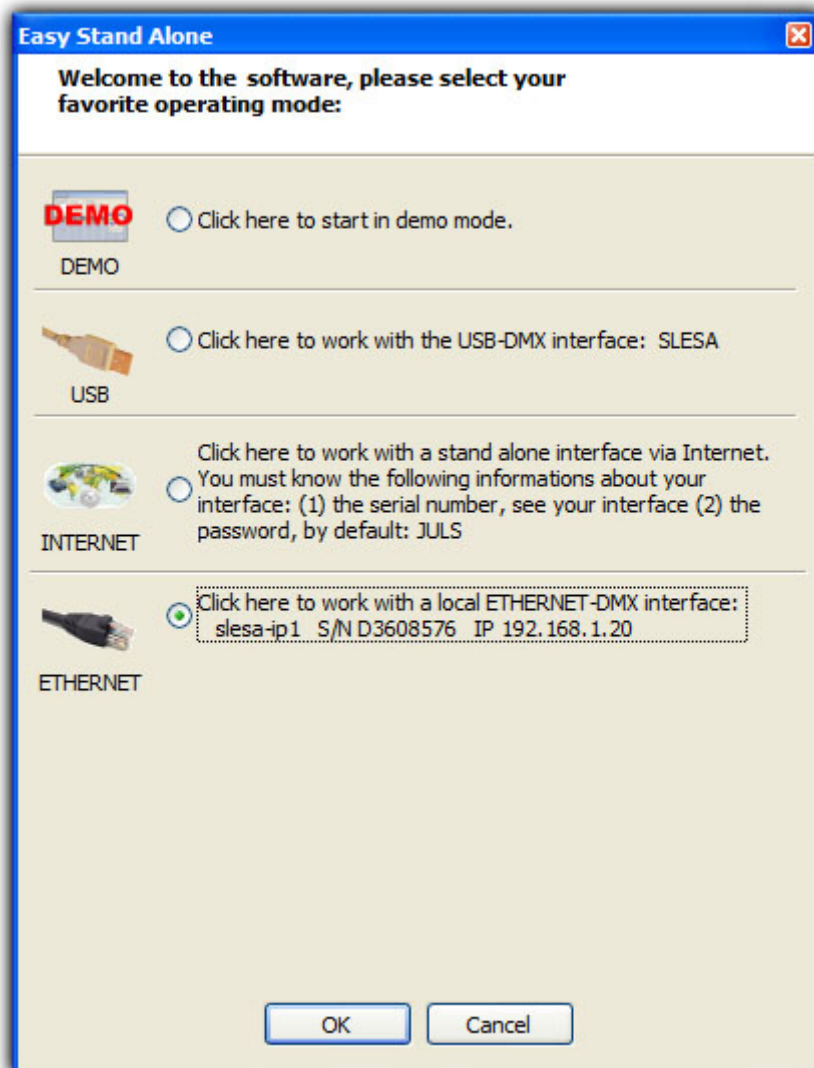 Easy Stand Alone
Welcome to the software, please select your
favorite operating mode:
DEMO
Click here to start in demo mode.
DEMO
Click here to work with the USB-DMX interface: SLESA
USB
Click here to work with a stand alone interface via Internet.
You must know the following informations about your
interface: (1) the serial number, see your interface (2) the
password, by default: JULS
INTERNET
Click here to work with a local ETHERNET-DMX interface:
slesa-ip1 S/N D3608576 IP 192.168.1.20
ETHERNET
OK
Cancel